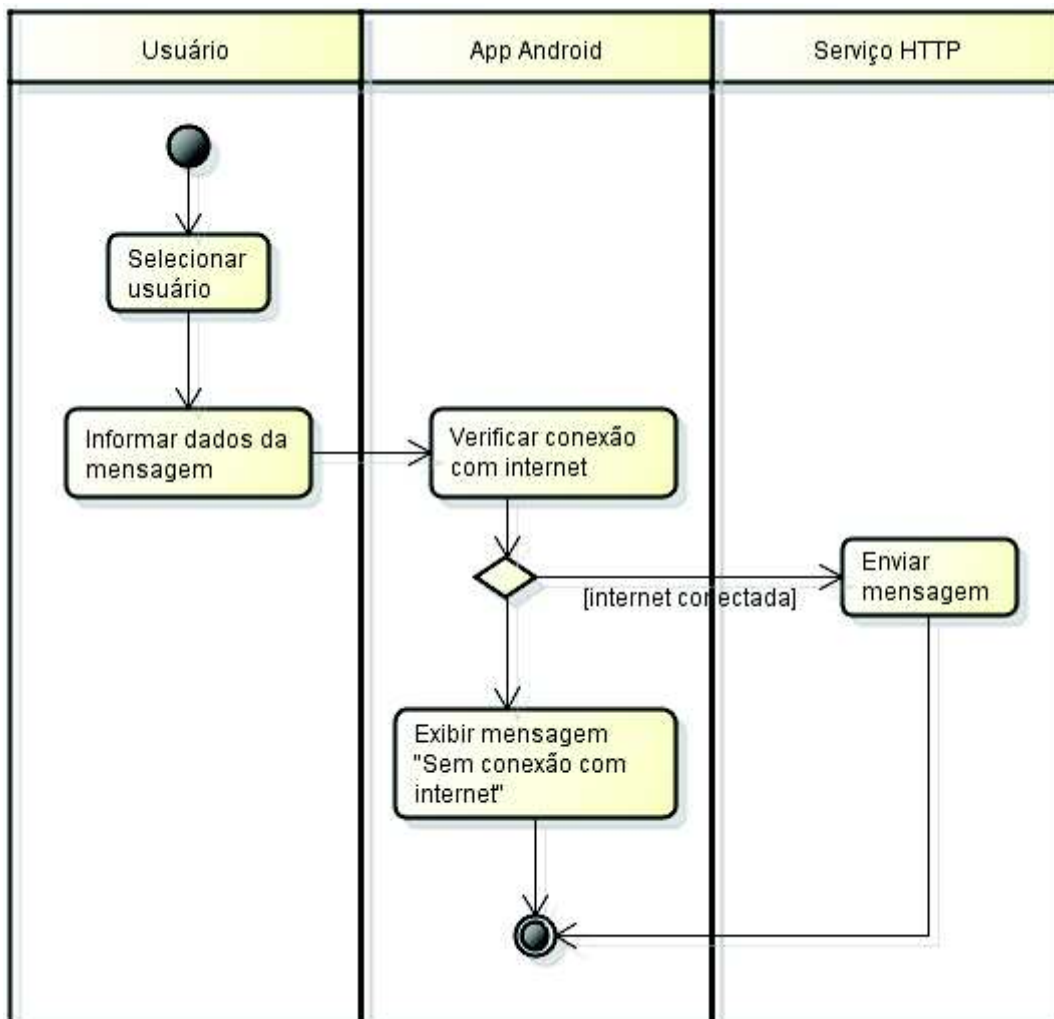 Usuário
App Android
Serviço HTTP
Selecionar
usuário
Informar dados da
mensagem
Verificar conexão
com internet
[internet conectada]
Enviar
mensagem
Exibir mensagem
"Sem conexão com
internet"